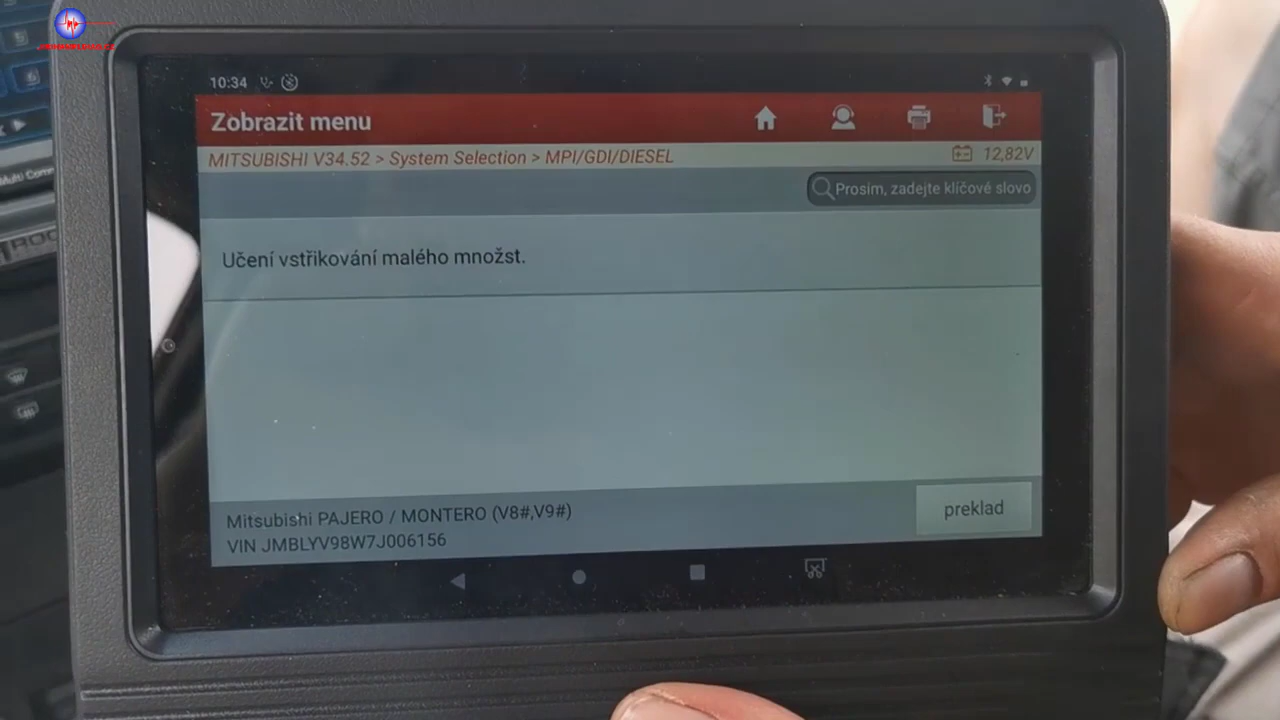 10:34
Zobrazit menu
MITSUBISHI V34.52 > System Selection > MPI/GDI/DIESEL
12,82V
Prosím, zadejte klíčové slovo
Učení vstřikování malého množst.
Mitsubishi PAJERO / MONTERO (V8#,V9#)
VIN JMBLYV98W7J006156
preklad